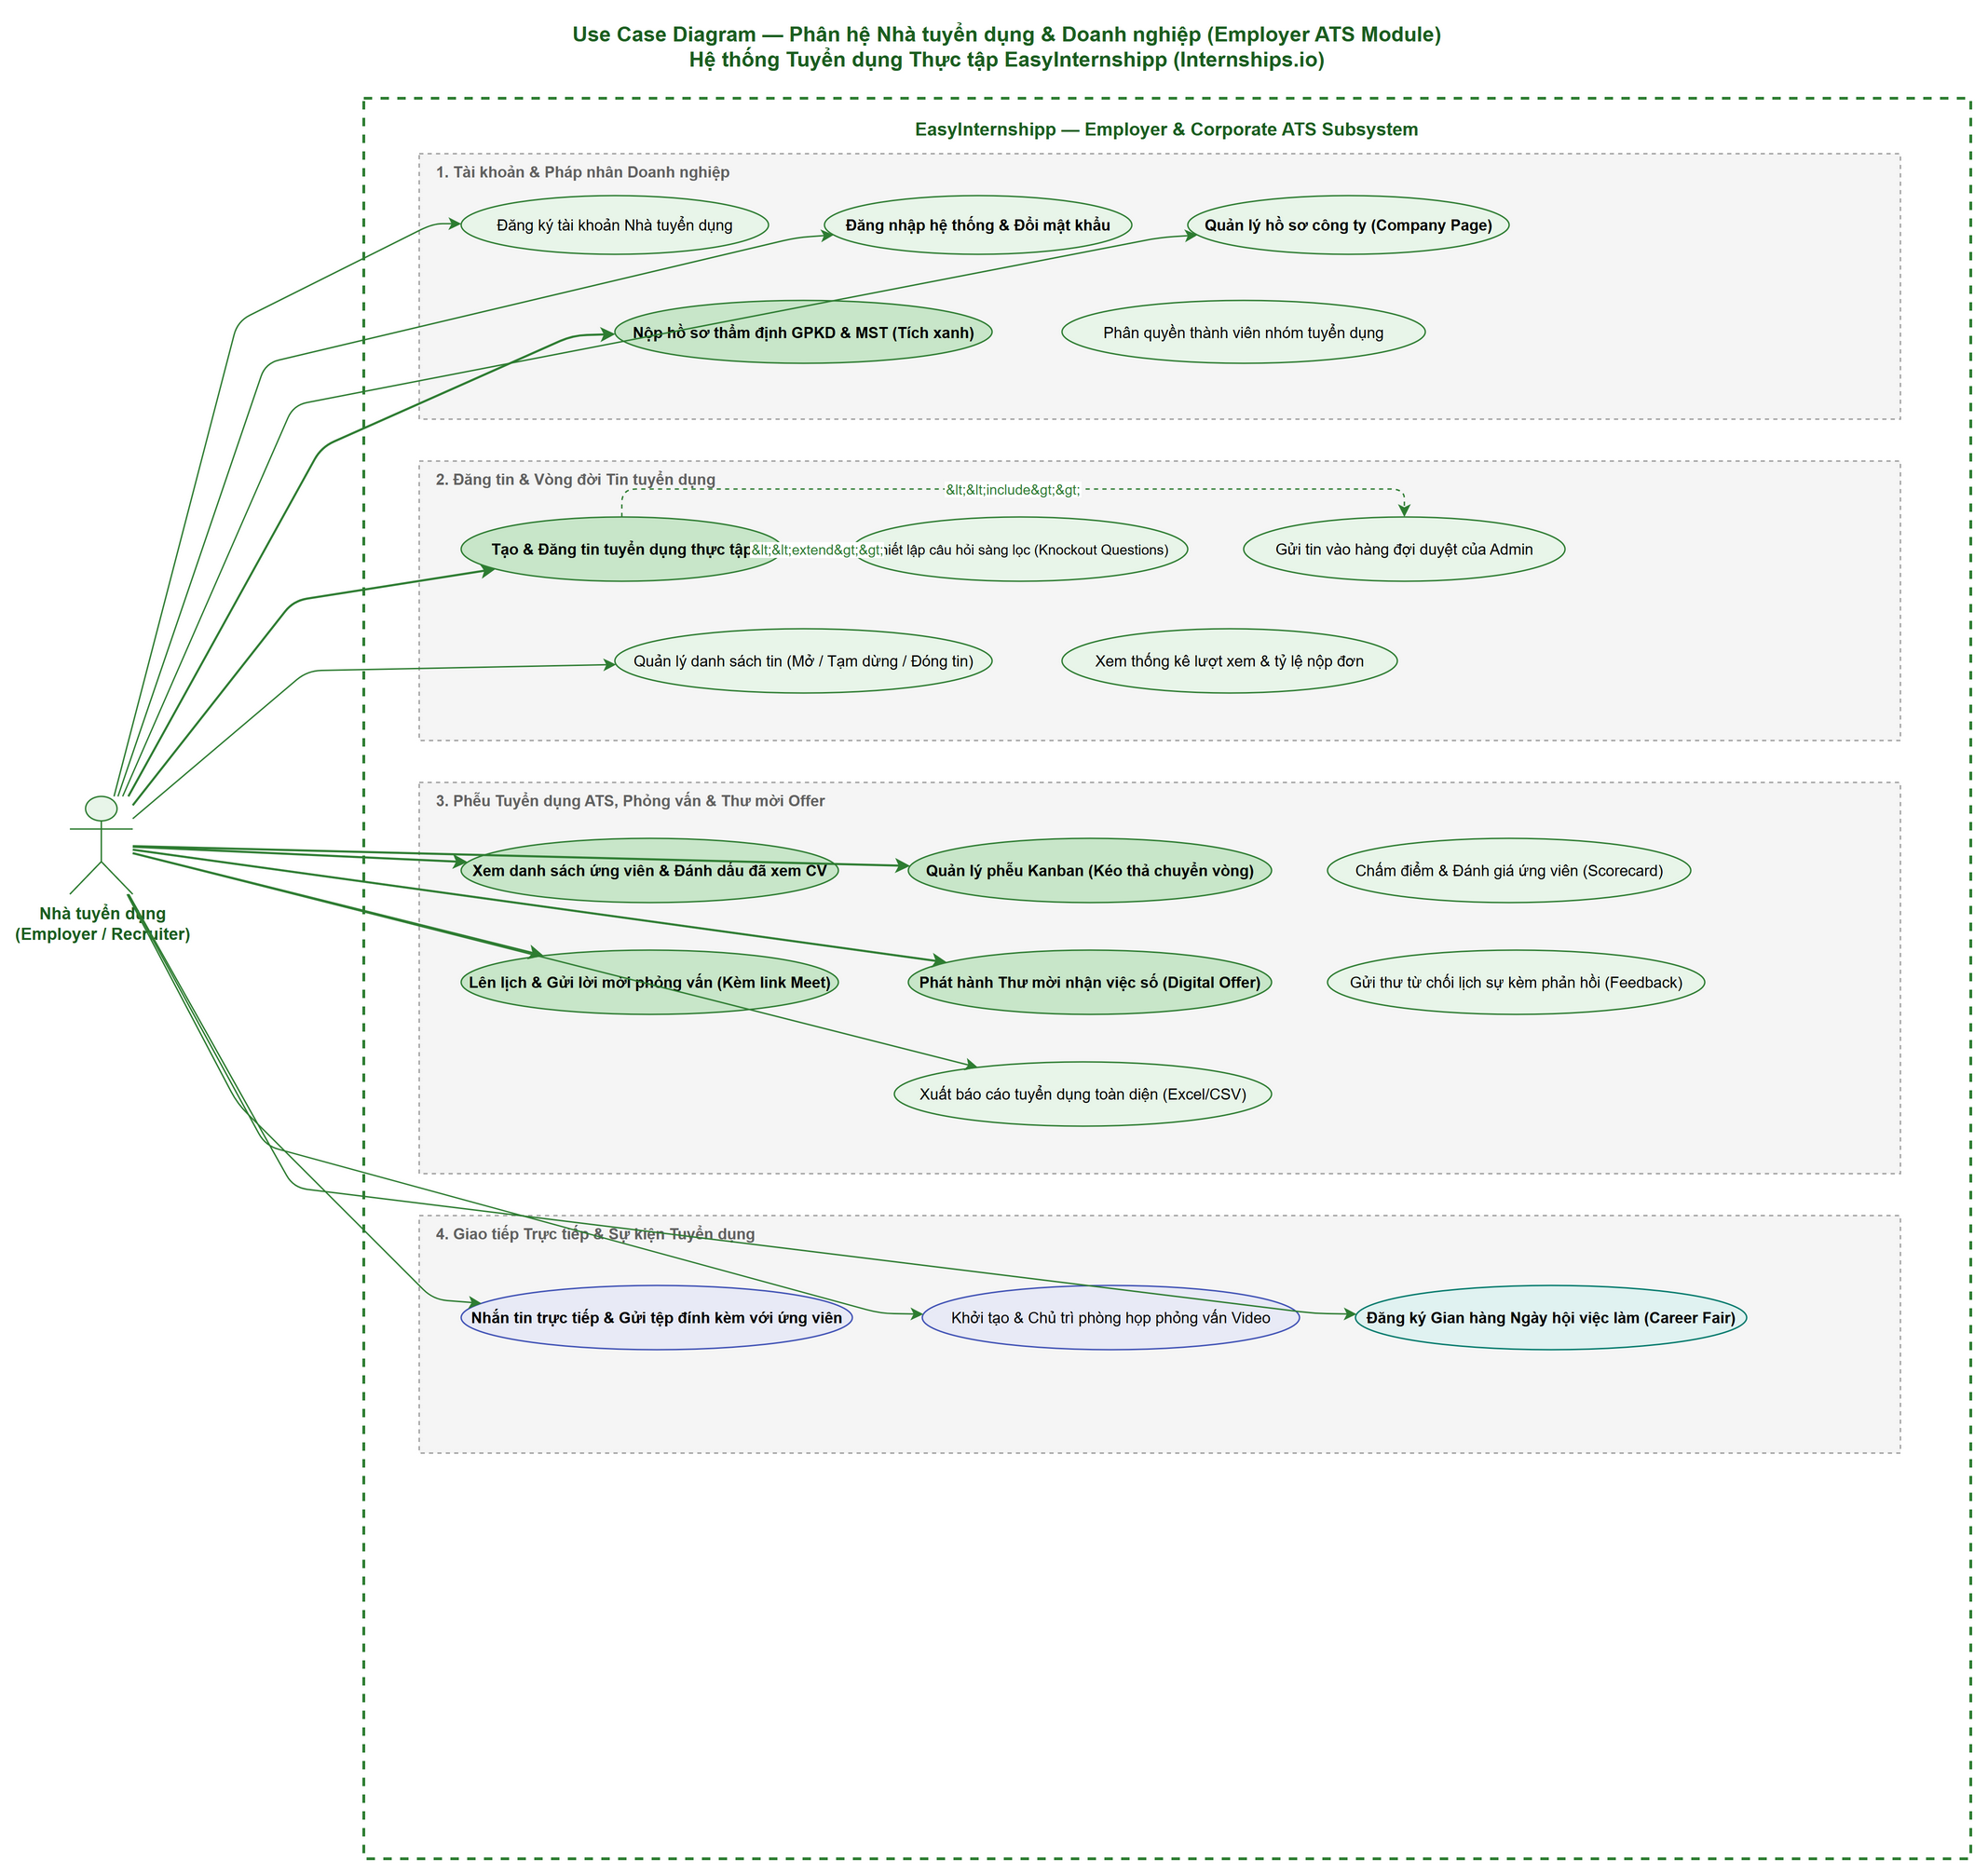 Use Case Diagram — Phân hệ Nhà tuyển dụng & Doanh nghiệp (Employer ATS Module)
Hệ thống Tuyển dụng Thực tập EasyInternshipp (Internships.io)
EasyInternshipp — Employer & Corporate ATS Subsystem
1. Tài khoản & Pháp nhân Doanh nghiệp
Đăng ký tài khoản Nhà tuyển dụng
Đăng nhập hệ thống & Đổi mật khẩu
Quản lý hồ sơ công ty (Company Page)
Nộp hồ sơ thẩm định GPKD & MST (Tích xanh)
Phân quyền thành viên nhóm tuyển dụng
2. Đăng tin & Vòng đời Tin tuyển dụng
&lt;&lt;include&gt;&gt;
Tạo & Đăng tin tuyển dụng thực tập
&lt;&lt;extend&gt;&gt;
câu hỏi sàng lọc (Knockout Questions)
Gửi tin vào hàng đợi duyệt của Admin
Quản lý danh sách tin (Mở / Tạm dừng / Đóng tin)
Xem thống kê lượt xem & tỷ lệ nộp đơn
3. Phễu Tuyển dụng ATS, Phỏng vấn & Thư mời Offer
Xem danh sách ứng viên & Đánh dấu đã xem CV
Quản lý phễu Kanban (Kéo thả chuyển vòng)
Chấm điểm & Đánh giá ứng viên (Scorecard)
Nhà tuyển dụng
(Employer / Recruiter)
Lên lịch & Gửi lời mời phỏng vấn (Kèm link Meet)
Phát hành Thư mời nhận việc số (Digital Offer)
Gửi thư từ chối lịch sự kèm phản hồi (Feedback)
Xuất báo cáo tuyển dụng toàn diện (Excel/CSV)
4. Giao tiếp Trực tiếp & Sự kiện Tuyển dụng
Nhắn tin trực tiếp & Gửi tệp đính kèm với ứng viên
Khởi tạo & Chủ trì phòng họp phỏng vấn Video
Đăng ký Gian hàng Ngày hội việc làm (Career Fair)